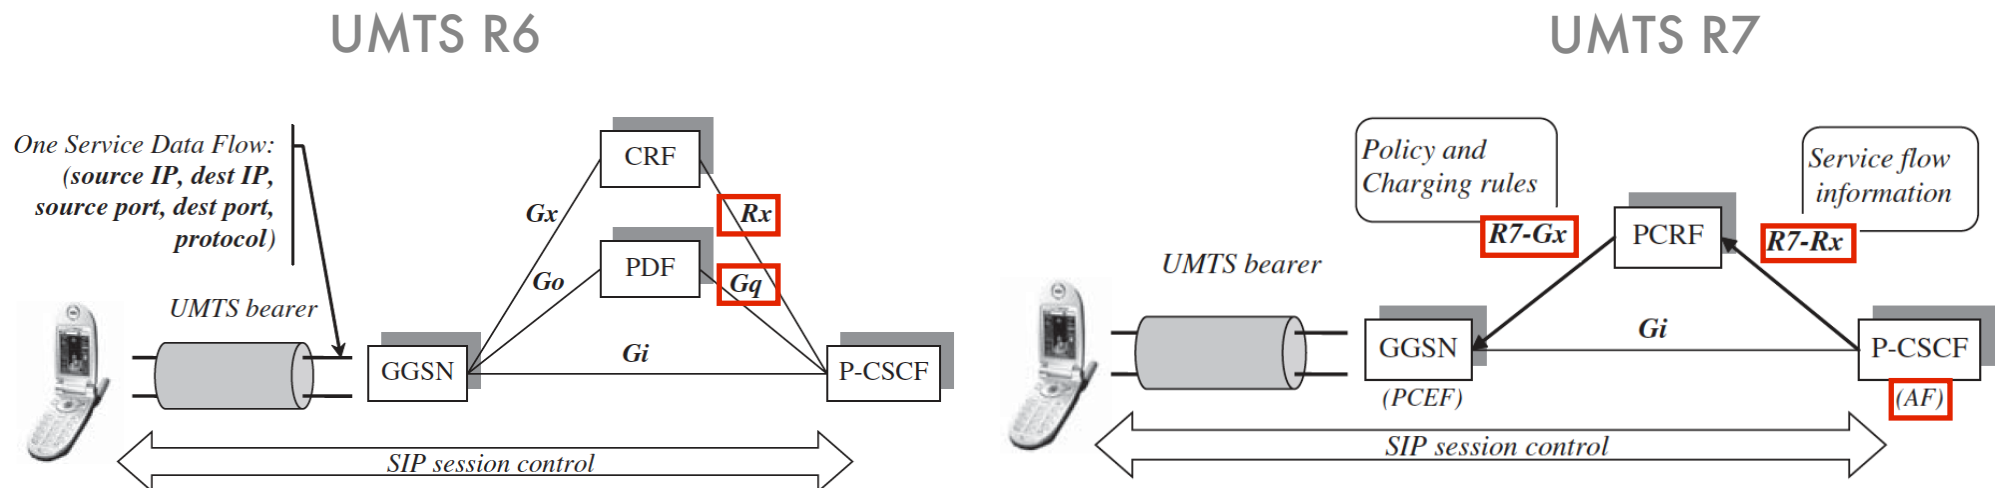 UMTS R6
One Service Data Flow:
(source IP, dest IP,
source port, dest port,
protocol)
UMTS bearer
CRF
Gx
Rx
PDF
Go
Gq
Gi
GGSN
P-CSCF
SIP session control
UMTS R7
Policy and
Charging rules
Service flow
information
R7-Gx
PCRF
R7-Rx
UMTS bearer
Gi
GGSN
P-CSCF
(PCEF)
(AF)
SIP session control